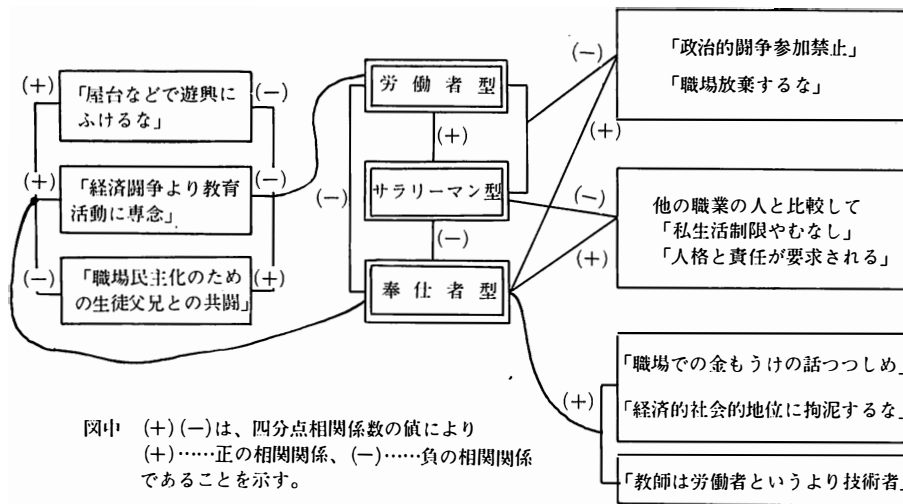 (+)
「屋台などで遊興に
ふけるな」
(−)
(+)
「経済闘争より教育
活動に専念」
(−)
(−)
「職場民主化のため
の生徒父兄との共闘」
(+)
労働者型
(+)
(−)
サラリーマン型
(−)
奉仕者型
(−)
「政治的闘争参加禁止」
「職場放棄するな」
(+)
(−)
他の職業の人と比較して
「私生活制限やむなし」
「人格と責任が要求される」
(+)
(+)
「職場での金もうけの話つつしめ」
「経済的社会的地位に拘泥するな」
「教師は労働者というより技術者」
図中 (+)(−)は、四分点相関係数の値により
(+)……正の相関関係、(−)……負の相関関係
であることを示す。